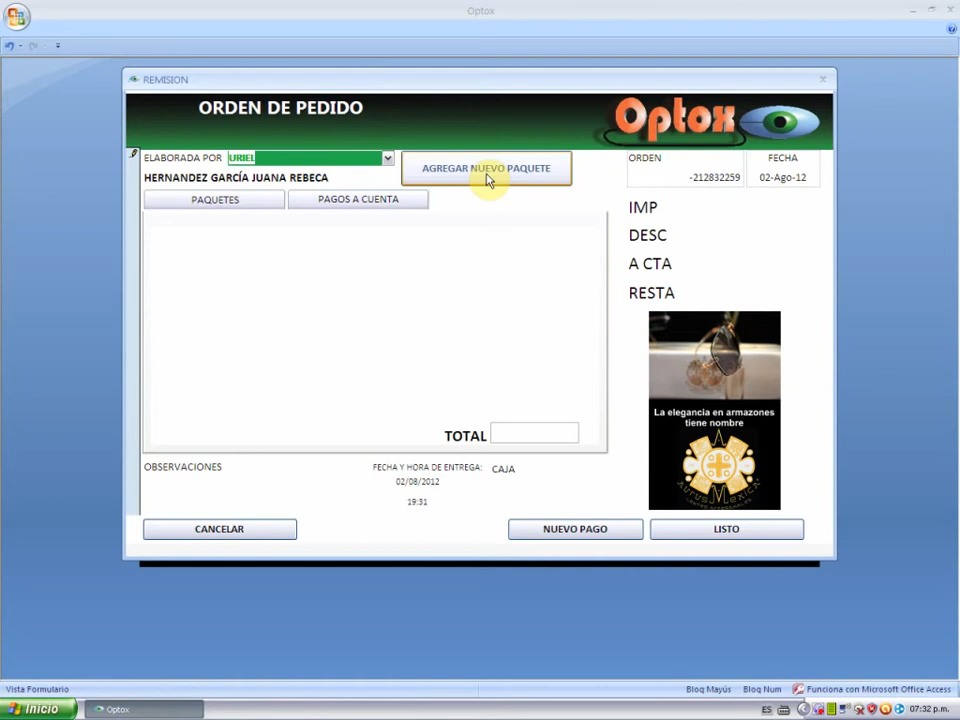 Optox
REMISION
ORDEN DE PEDIDO
Optox
ELABORADA POR URIEL
AGREGAR NUEVO PAQUETE
ORDEN
FECHA
-212832259
02-Ago-12
HERNANDEZ GARCÍA JUANA REBECA
PAQUETES
PAGOS A CUENTA
IMP
DESC
A CTA
RESTA
La elegancia en armazones
tiene nombre
Aurus Mexica
TOTAL
OBSERVACIONES
FECHA Y HORA DE ENTREGA:
CAJA
02/08/2012
19:31
CANCELAR
NUEVO PAGO
LISTO
Vista Formulario
Bloq Mayús
Bloq Num
Funciona con Microsoft Office Access
Inicio
Optox
ES
07:32 p.m.